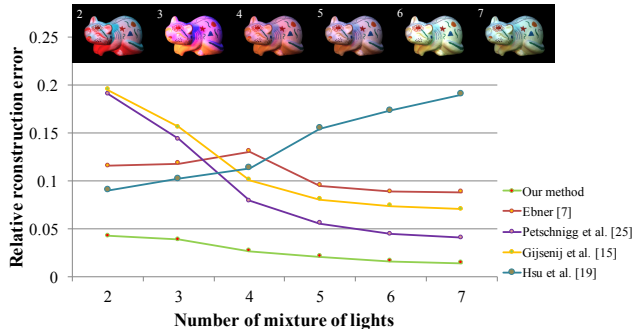 2 3 4 5 6 7
0.25
0.2
0.15
0.1
0.05
0
2 3 4 5 6 7
Relative rconstruction error
Number of mixture of lights
Our method
Ebner [7]
Petschnigg et al. [25]
Gijsenij et al. [15]
Hsu et al. [19]